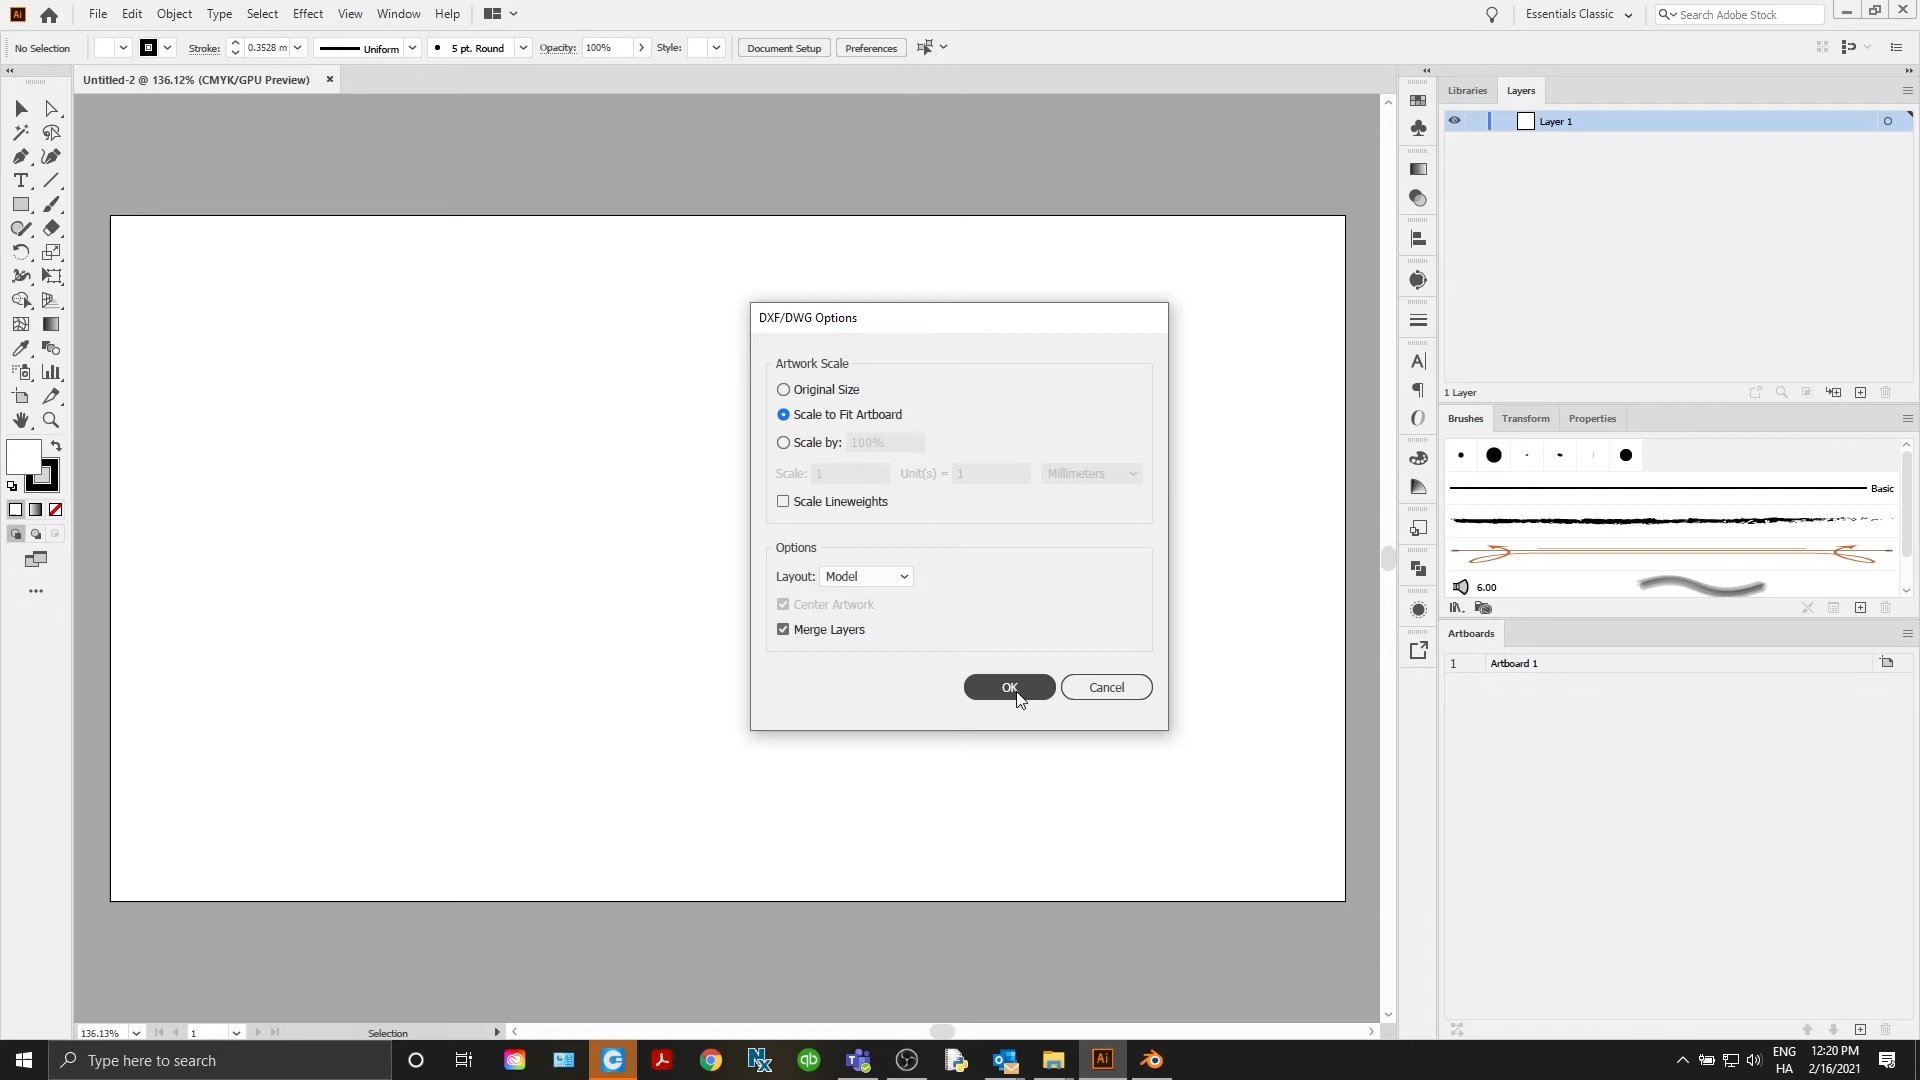 Ai File Edit Object Type Select Effect View Window Help Essentials Classic Search Adobe Stock
No Selection Stroke: 0.3528 m Uniform 5 pt. Round Opacity: 100% Style: Document Setup Preferences
Untitled-2 @ 136.12% (CMYK/GPU Preview)
Libraries Layers
Layer 1
1 Layer
Brushes Transform Properties
Basic
6.00
Artboards
1 Artboard 1
DXF/DWG Options
Artwork Scale
Original Size
Scale to Fit Artboard
Scale by: 100%
Scale: 1 Unit(s) = 1 Millimeters
Scale Lineweights
Options
Layout: Model
Center Artwork
Merge Layers
OK Cancel
136.13% 1 Selection
Type here to search
ENG
HA
12:20 PM
2/16/2021